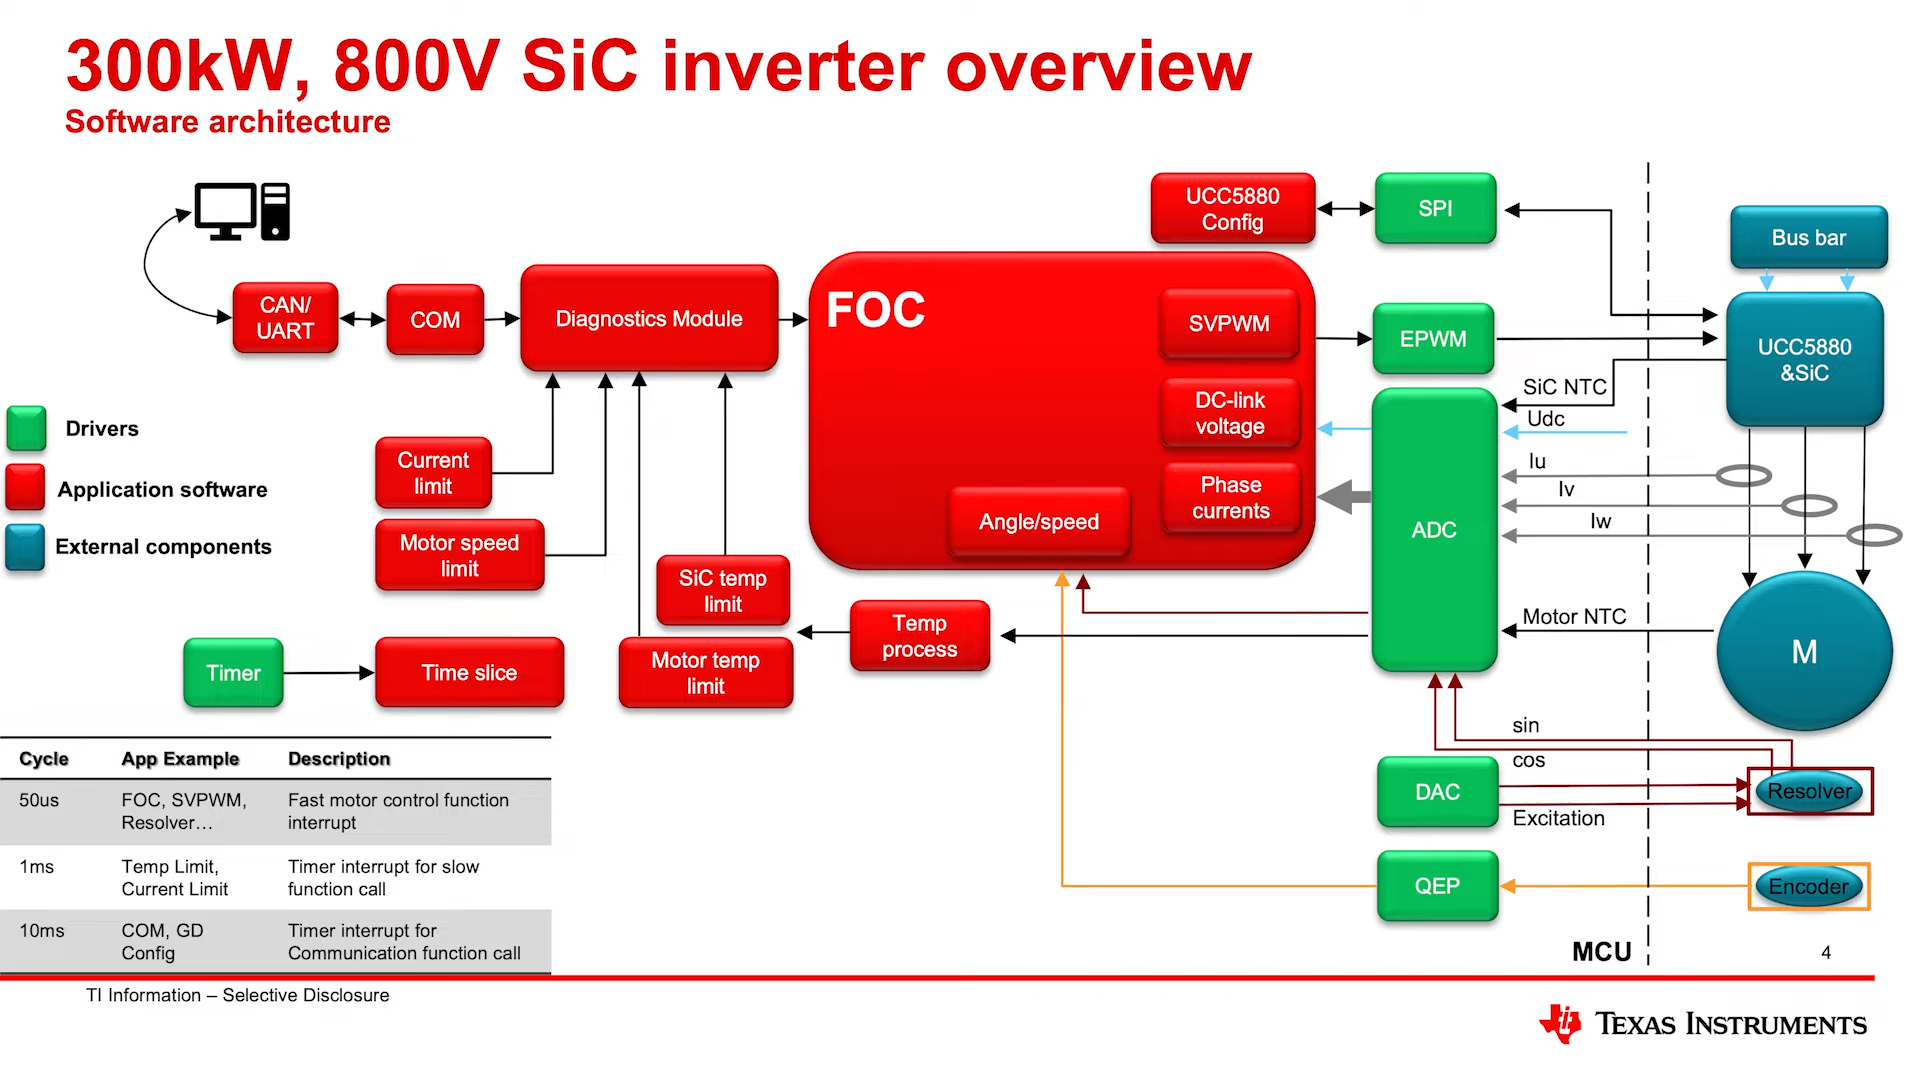 300kW, 800V SiC inverter overview
Software architecture
UCC5880
Config
SPI
Bus bar
CAN/
UART
COM
Diagnostics Module
FOC
SVPWM
EPWM
UCC5880
&SiC
DC-link
voltage
SiC NTC
Udc
Drivers
Application software
External components
Current
limit
Motor speed
limit
Phase
currents
Angle/speed
ADC
Iu
Iv
Iw
SiC temp
limit
Motor temp
limit
Temp
process
Motor NTC
M
Timer
Time slice
sin
cos
DAC
Excitation
Resolver
QEP
Encoder
Cycle App Example Description
50us FOC, SVPWM, Fast motor control function
Resolver… interrupt
1ms Temp Limit, Timer interrupt for slow
Current Limit function call
10ms COM, GD Timer interrupt for
Config Communication function call
MCU
4
TI Information – Selective Disclosure
TEXAS INSTRUMENTS